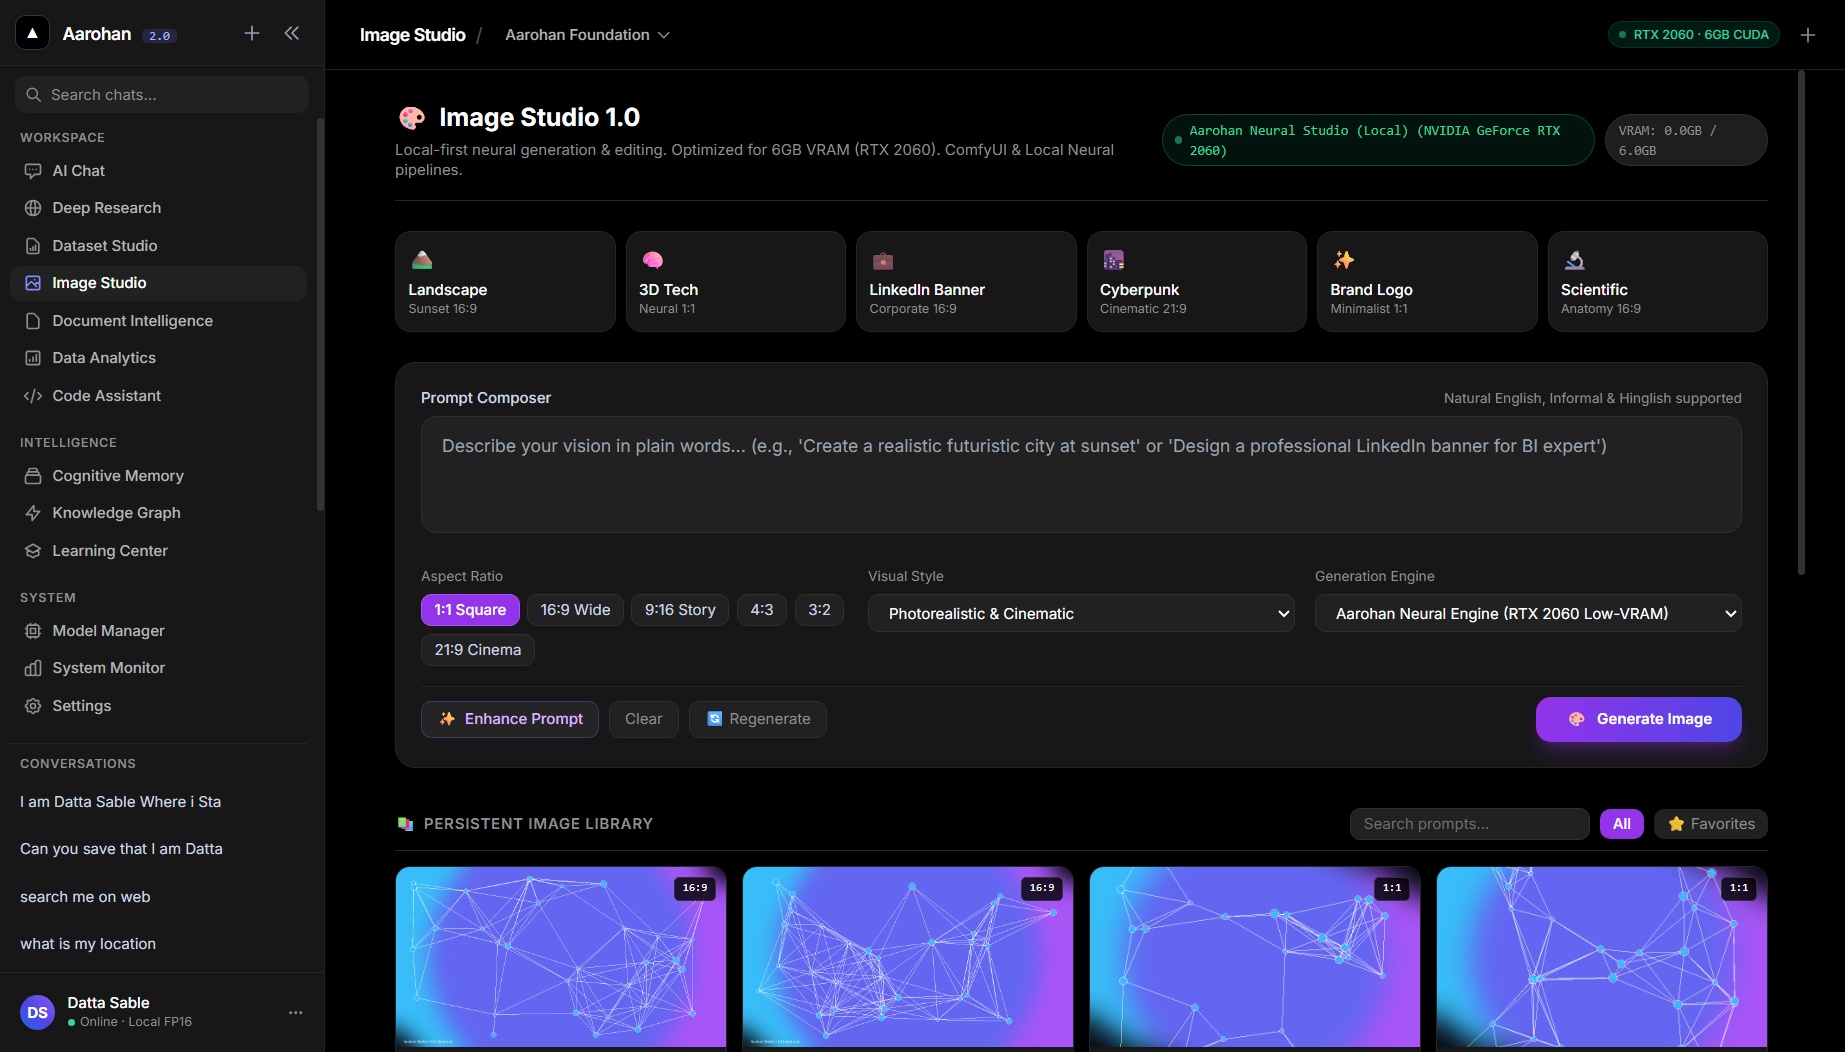 Aarohan 2.0
Search chats...
WORKSPACE
AI Chat
Deep Research
Dataset Studio
Image Studio
Document Intelligence
Data Analytics
Code Assistant
INTELLIGENCE
Cognitive Memory
Knowledge Graph
Learning Center
SYSTEM
Model Manager
System Monitor
Settings
CONVERSATIONS
I am Datta Sable Where i Sta
Can you save that I am Datta
search me on web
what is my location
DS
Datta Sable
Online · Local FP16
Image Studio / Aarohan Foundation
RTX 2060 · 6GB CUDA
Image Studio 1.0
Local-first neural generation & editing. Optimized for 6GB VRAM (RTX 2060). ComfyUI & Local Neural
pipelines.
Aarohan Neural Studio (Local) (NVIDIA GeForce RTX
2060)
VRAM: 0.0GB /
6.0GB
Landscape
Sunset 16:9
3D Tech
Neural 1:1
LinkedIn Banner
Corporate 16:9
Cyberpunk
Cinematic 21:9
Brand Logo
Minimalist 1:1
Scientific
Anatomy 16:9
Prompt Composer
Natural English, Informal & Hinglish supported
Describe your vision in plain words... (e.g., 'Create a realistic futuristic city at sunset' or 'Design a professional LinkedIn banner for BI expert')
Aspect Ratio
1:1 Square 16:9 Wide 9:16 Story 4:3 3:2
21:9 Cinema
Visual Style
Photorealistic & Cinematic
Generation Engine
Aarohan Neural Engine (RTX 2060 Low-VRAM)
Enhance Prompt Clear Regenerate
Generate Image
PERSISTENT IMAGE LIBRARY
Search prompts... All Favorites
16:9
16:9
1:1
1:1